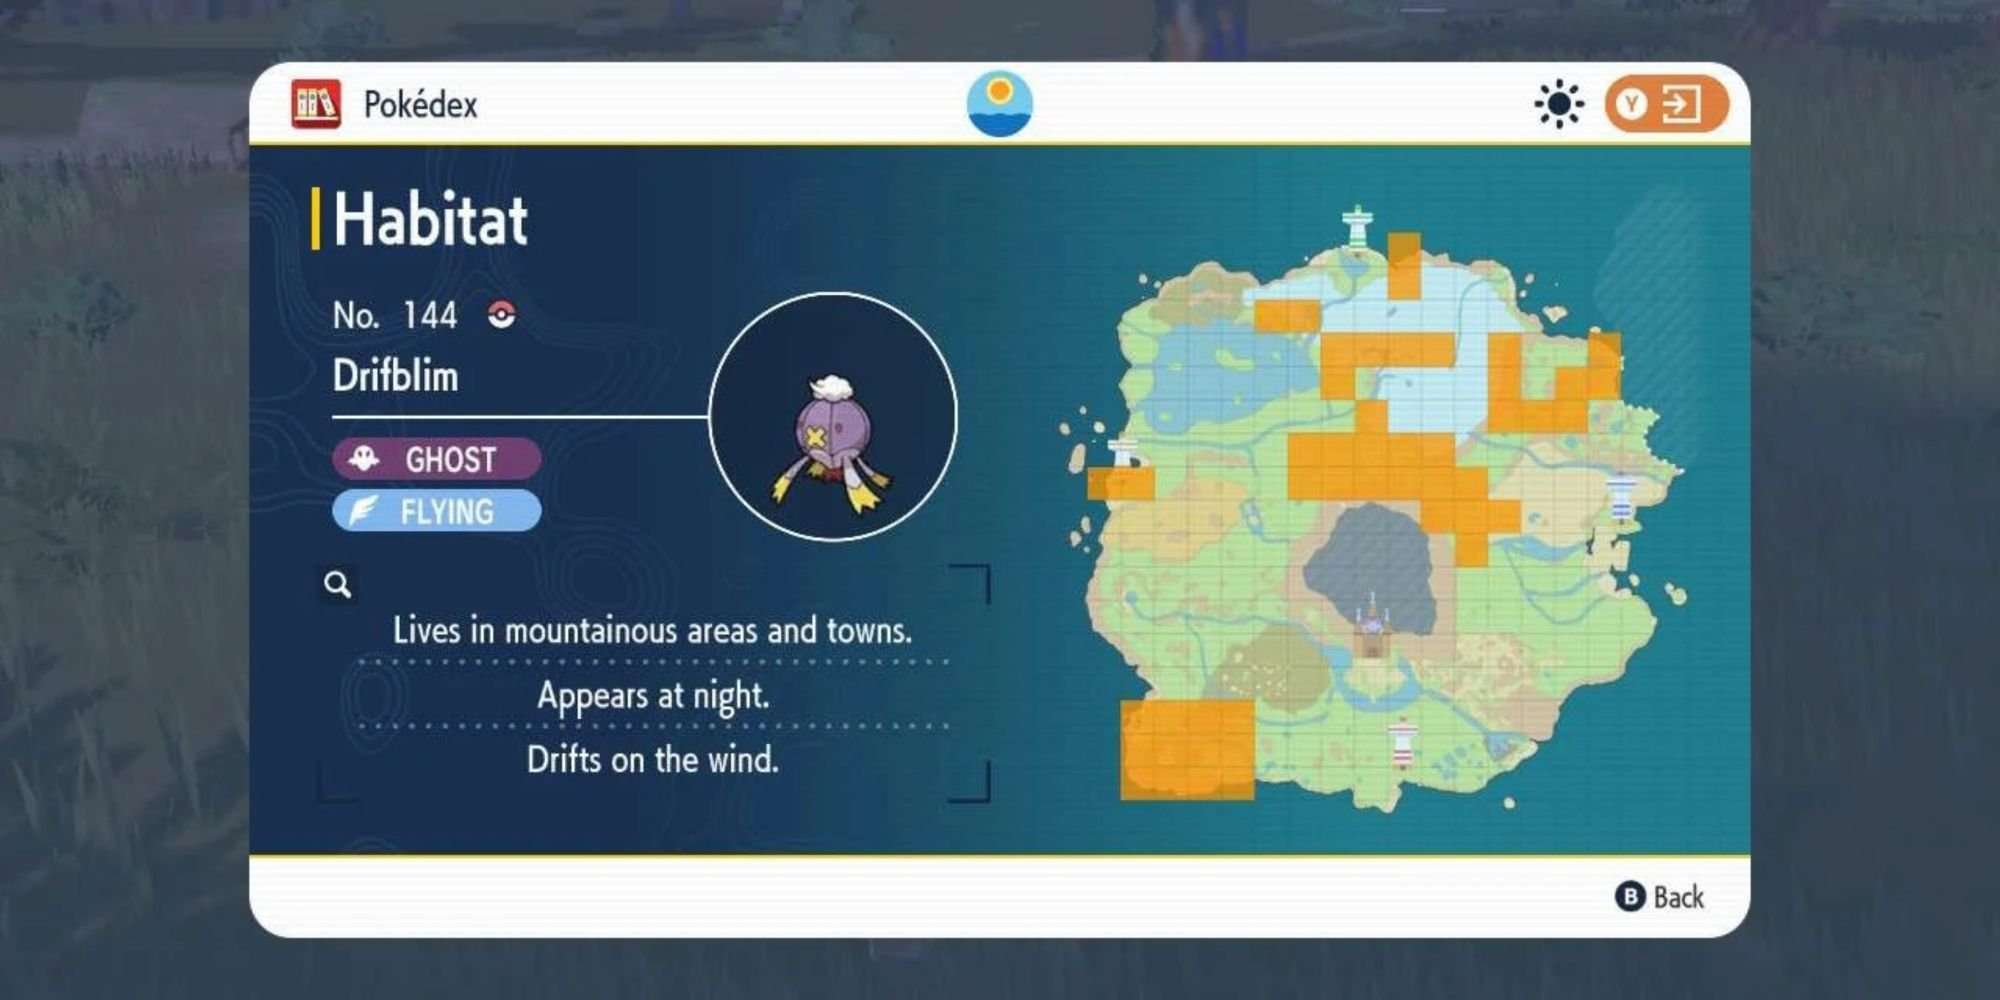 Pokédex
Y
Habitat
No. 144
Drifblim
GHOST
FLYING
Lives in mountainous areas and towns.
Appears at night.
Drifts on the wind.
B Back